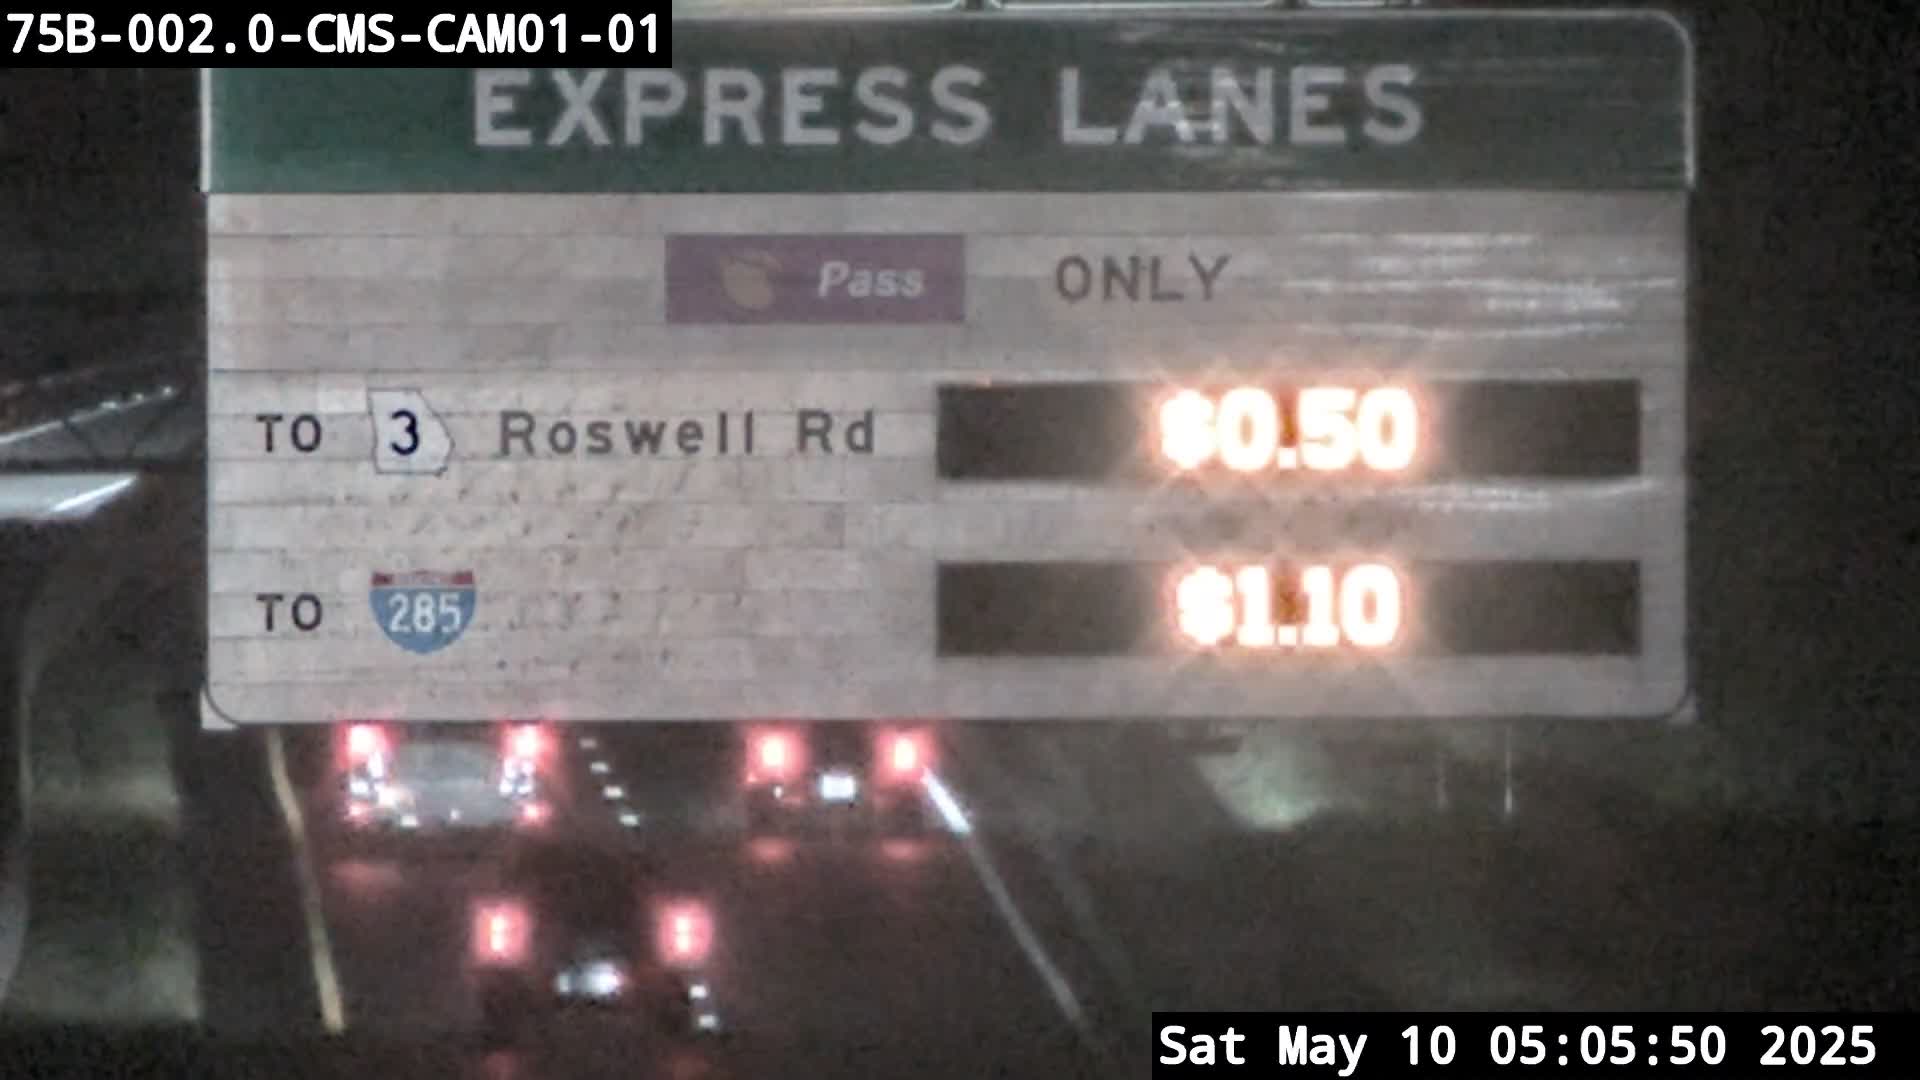 75B-002.0-CMS-CAM01-01
EXPRESS LANES
Pass ONLY
TO 3 Roswell Rd $0.50
TO 285 $1.10
Sat May 10 05:05:50 2025